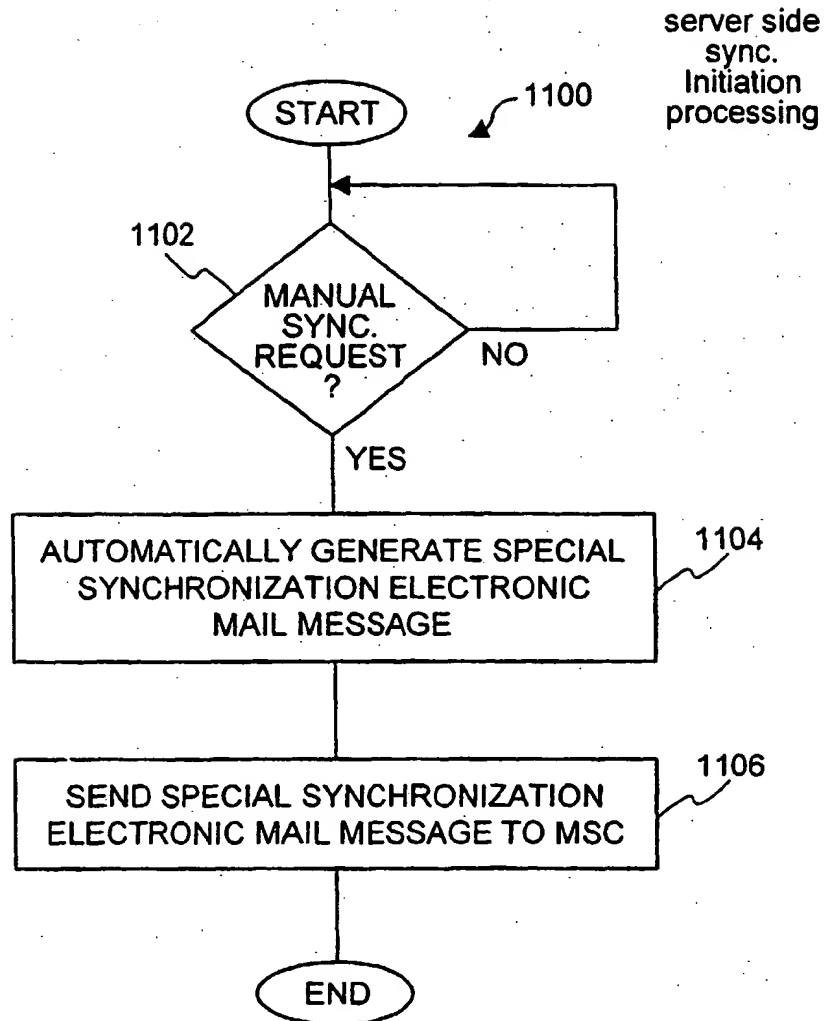 server side
sync.
Initiation
processing
1100
START
1102
MANUAL
SYNC.
REQUEST
?
NO
YES
1104
AUTOMATICALLY GENERATE SPECIAL
SYNCHRONIZATION ELECTRONIC
MAIL MESSAGE
1106
SEND SPECIAL SYNCHRONIZATION
ELECTRONIC MAIL MESSAGE TO MSC
END